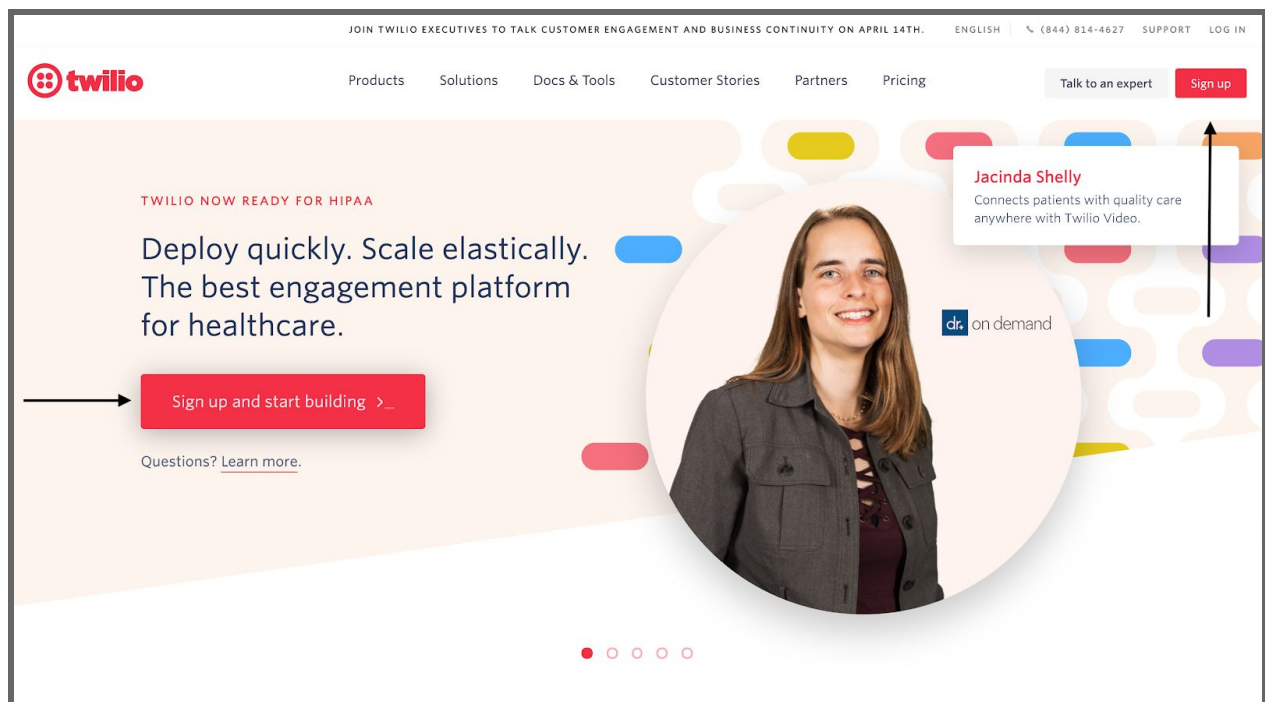 JOIN TWILIO EXECUTIVES TO TALK CUSTOMER ENGAGEMENT AND BUSINESS CONTINUITY ON APRIL 14TH. ENGLISH (844) 814-4627 SUPPORT LOG IN
twilio Products Solutions Docs & Tools Customer Stories Partners Pricing Talk to an expert Sign up
Jacinda Shelly
Connects patients with quality care
anywhere with Twilio Video.
TWILIO NOW READY FOR HIPAA
Deploy quickly. Scale elastically.
The best engagement platform
for healthcare.
dr+ on demand
Sign up and start building >_
Questions? Learn more.